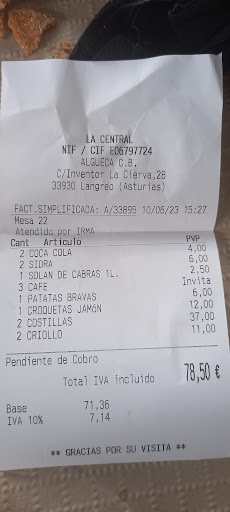 LA CENTRAL
NIF / CIF E06797724
ALGUECA C.B.
C/Inventor La Cierva,28
33930 Langreo (Asturias)
FACT.SIMPLIFICADA: A/33895 10/06/23 15:27
Mesa 22
Atendido por IRMA
Cant Articulo PVP
2 COCA COLA 4,00
2 SIDRA 6,00
1 SOLAN DE CABRAS 1L. 2,50
3 CAFE Invita
1 PATATAS BRAVAS 6,00
1 CROQUETAS JAMÓN 12,00
2 COSTILLAS 37,00
2 CRIOLLO 11,00
Pendiente de Cobro
Total IVA incluido 78,50 €
Base 71,36
IVA 10% 7,14
** GRACIAS POR SU VISITA **